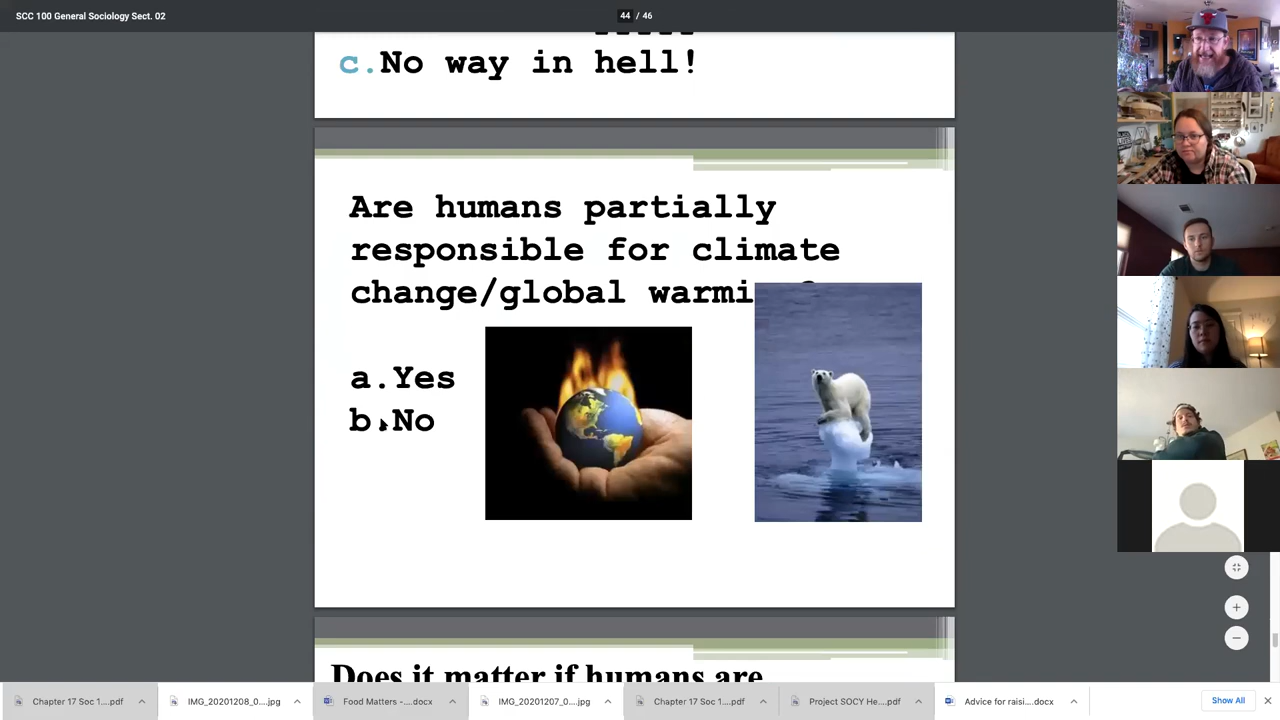 SCC 100 General Sociology Sect. 02
44 / 46
c.No way in hell!
Are humans partially
responsible for climate
change/global
a.Yes
b.No
Does it matter if humans are
Chapter 17 Soc 1....pdf
IMG_20201208_0....jpg
Food Matters -....docx
IMG_20201207_0....jpg
Chapter 17 Soc 1....pdf
Project SOCY He....pdf
Advice for raisi....docx
Show All